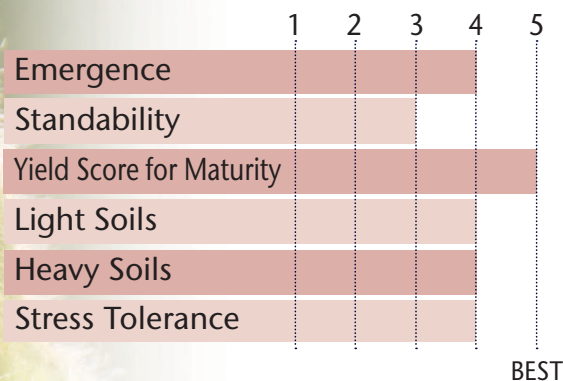 1 2 3 4 5
Emergence
Standability
Yield Score for Maturity
Light Soils
Heavy Soils
Stress Tolerance
BEST